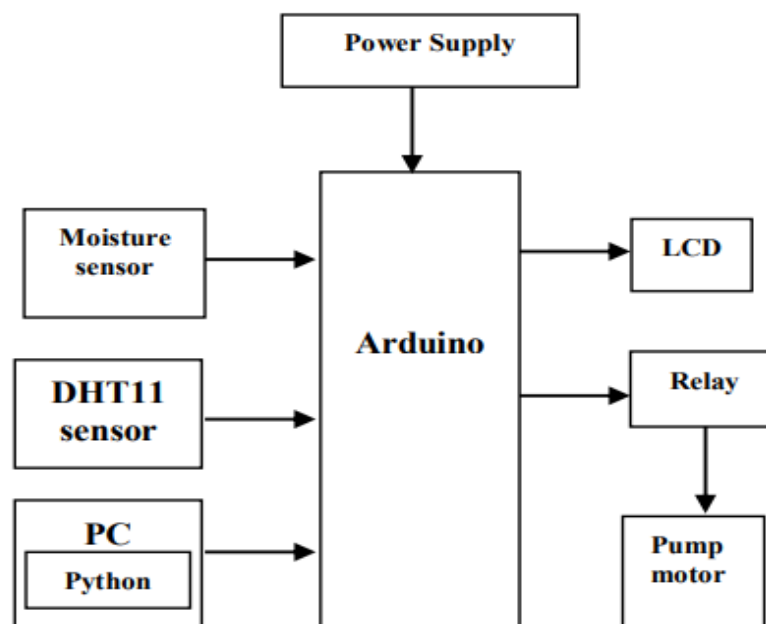 Power Supply
Moisture
sensor
LCD
Arduino
Relay
DHT11
sensor
PC
Python
Pump
motor